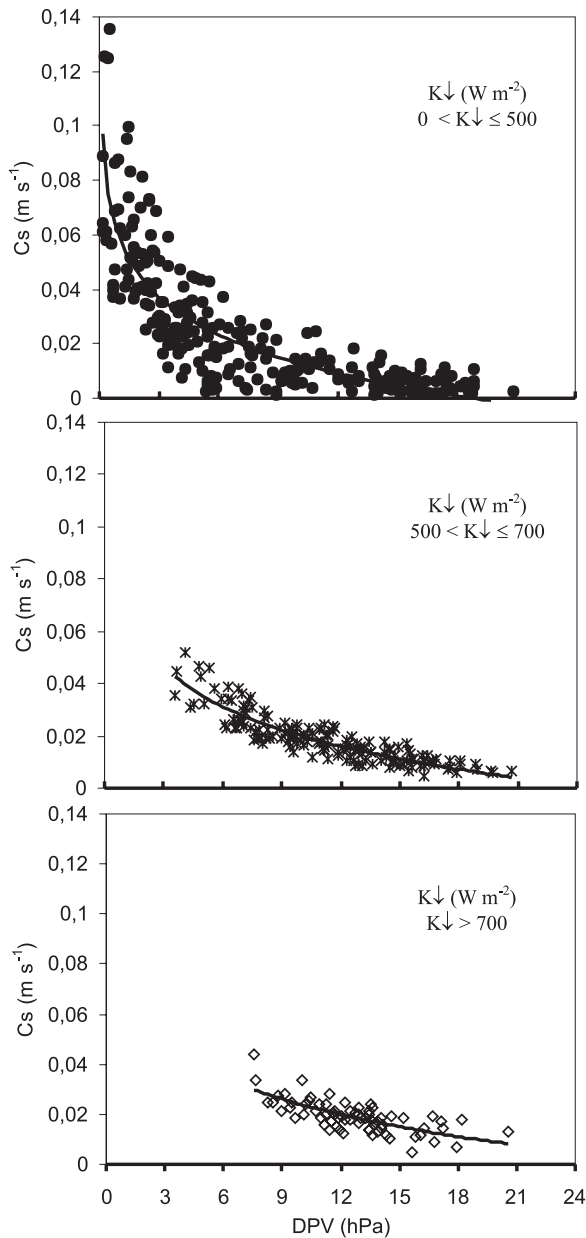 0,14
0,12
0,1
0,08
0,06
0,04
0,02
0
Cs (m s-1)
K↓ (W m-2)
0 < K↓ ≤ 500
0,14
0,12
0,1
0,08
0,06
0,04
0,02
0
Cs (m s-1)
K↓ (W m-2)
500 < K↓ ≤ 700
0,14
0,12
0,1
0,08
0,06
0,04
0,02
0
Cs (m s-1)
K↓ (W m-2)
K↓ > 700
0 3 6 9 12 15 18 21 24
DPV (hPa)